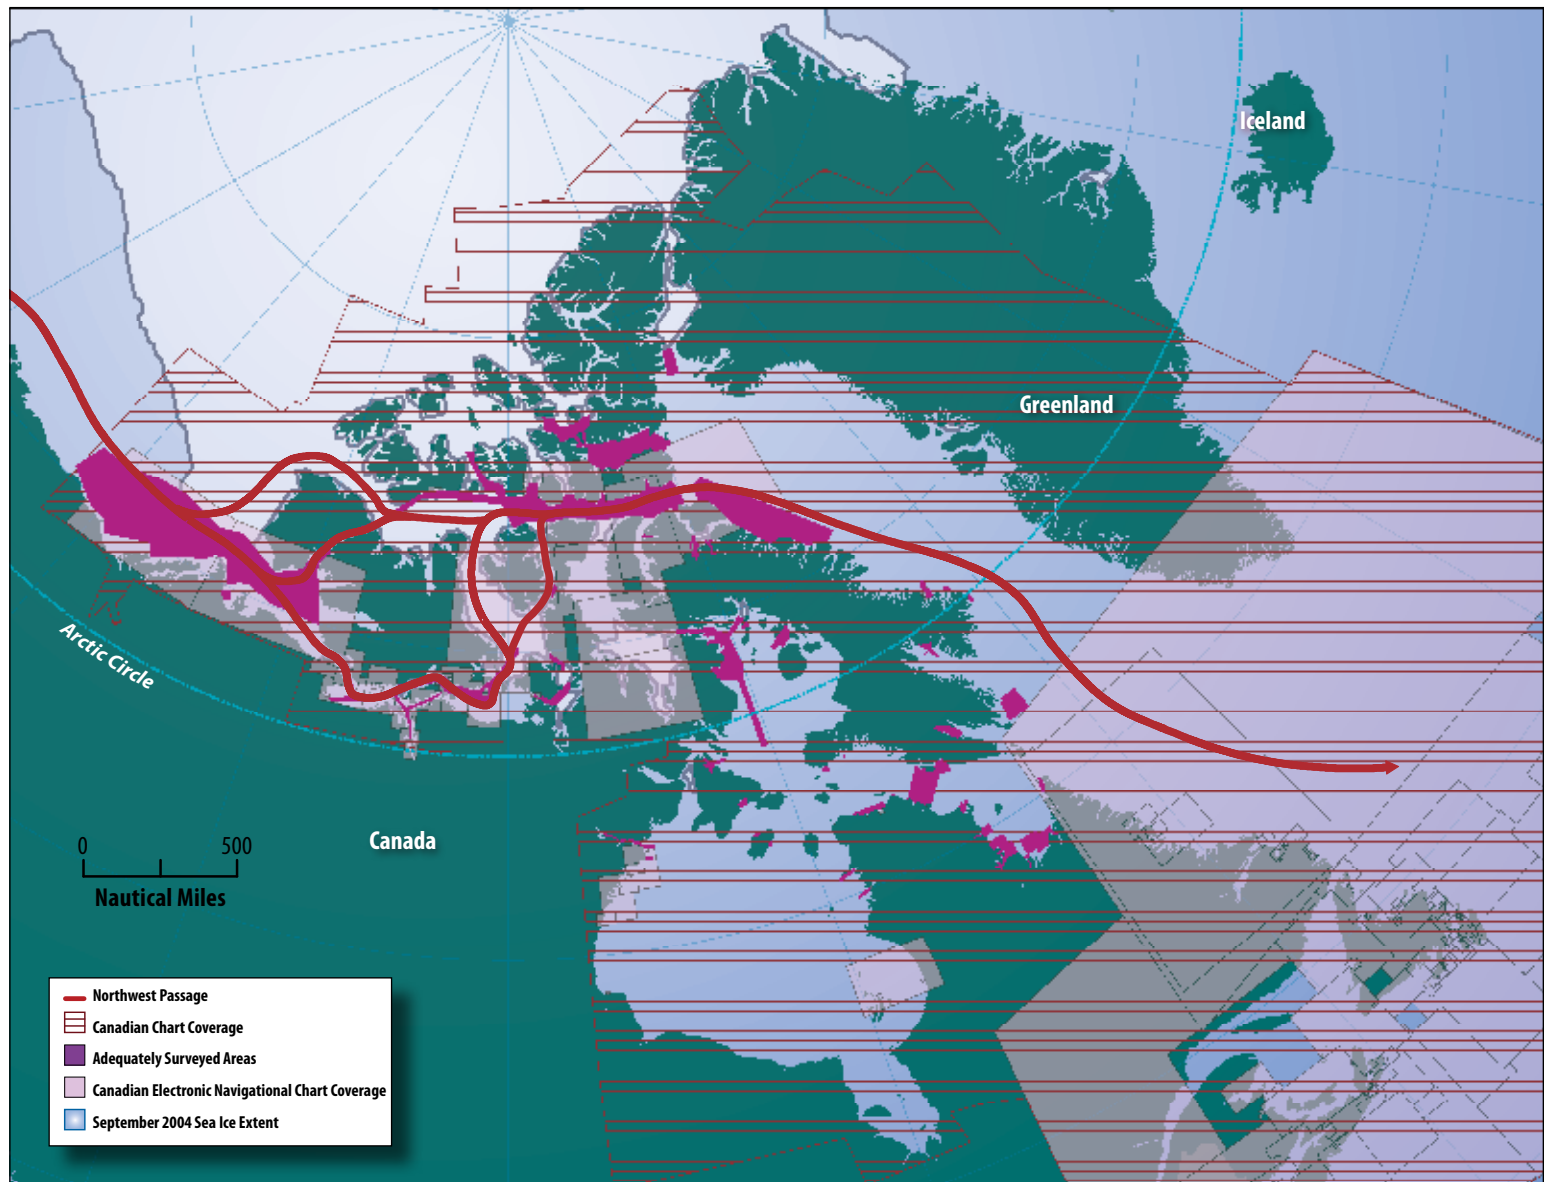 Iceland
Greenland
Arctic Circle
Canada
0 500
Nautical Miles
Northwest Passage
Canadian Chart Coverage
Adequately Surveyed Areas
Canadian Electronic Navigational Chart Coverage
September 2004 Sea Ice Extent